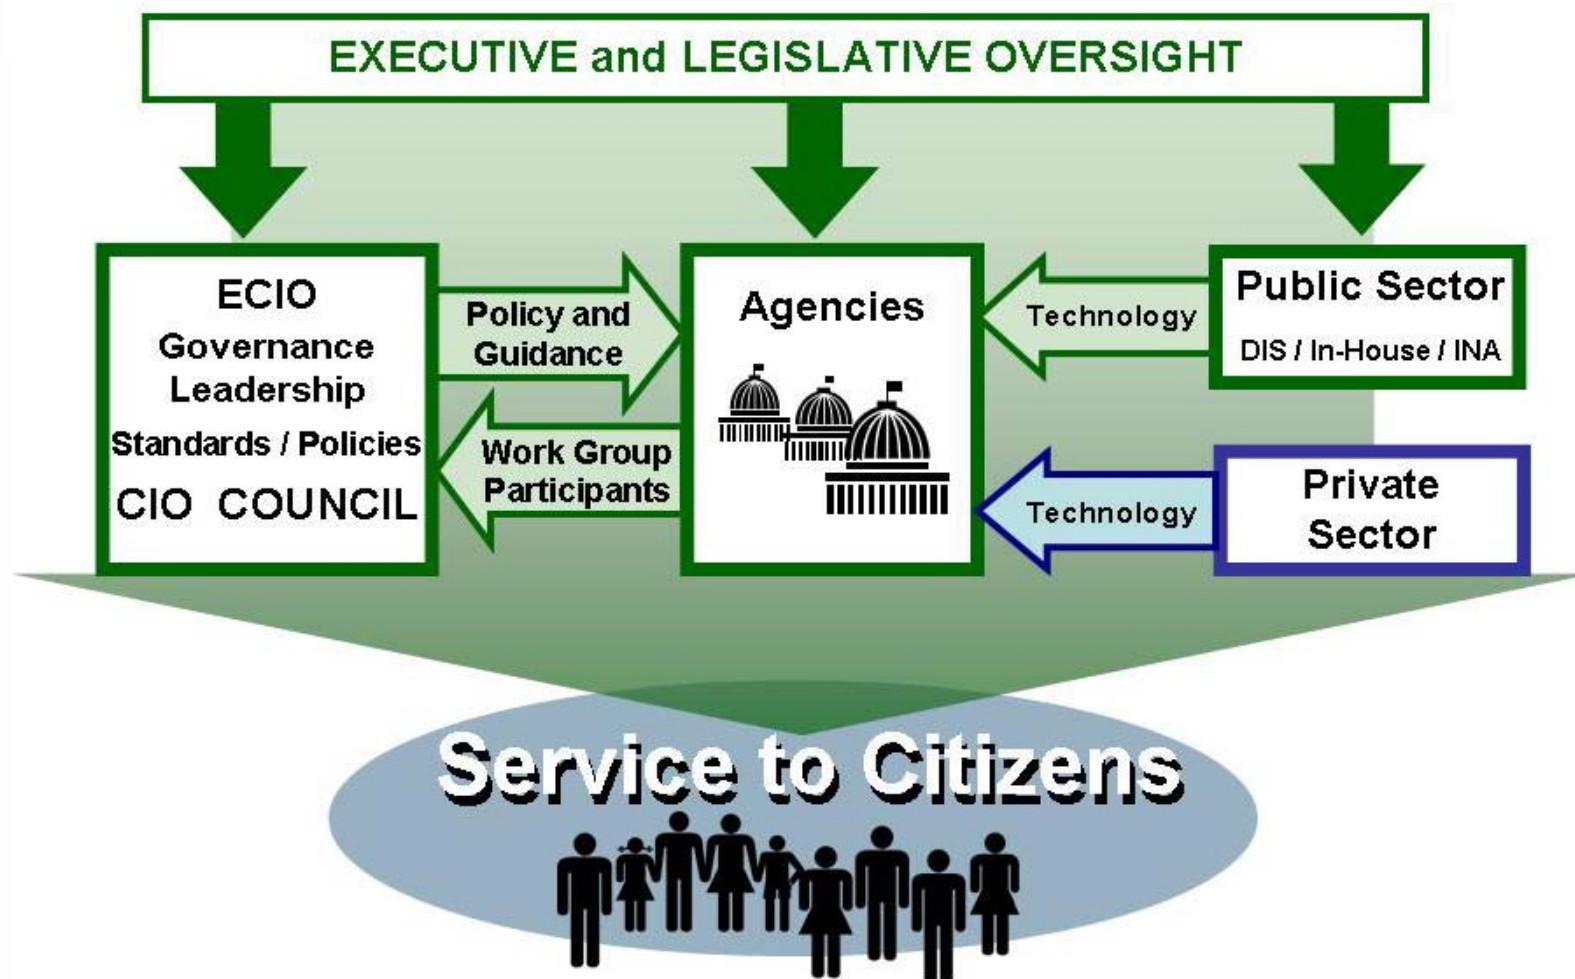 EXECUTIVE and LEGISLATIVE OVERSIGHT
ECIO
Governance
Leadership
Standards / Policies
CIO COUNCIL
Policy and
Guidance
Work Group
Participants
Agencies
Technology
Public Sector
DIS / In-House / INA
Technology
Private
Sector
Service to Citizens